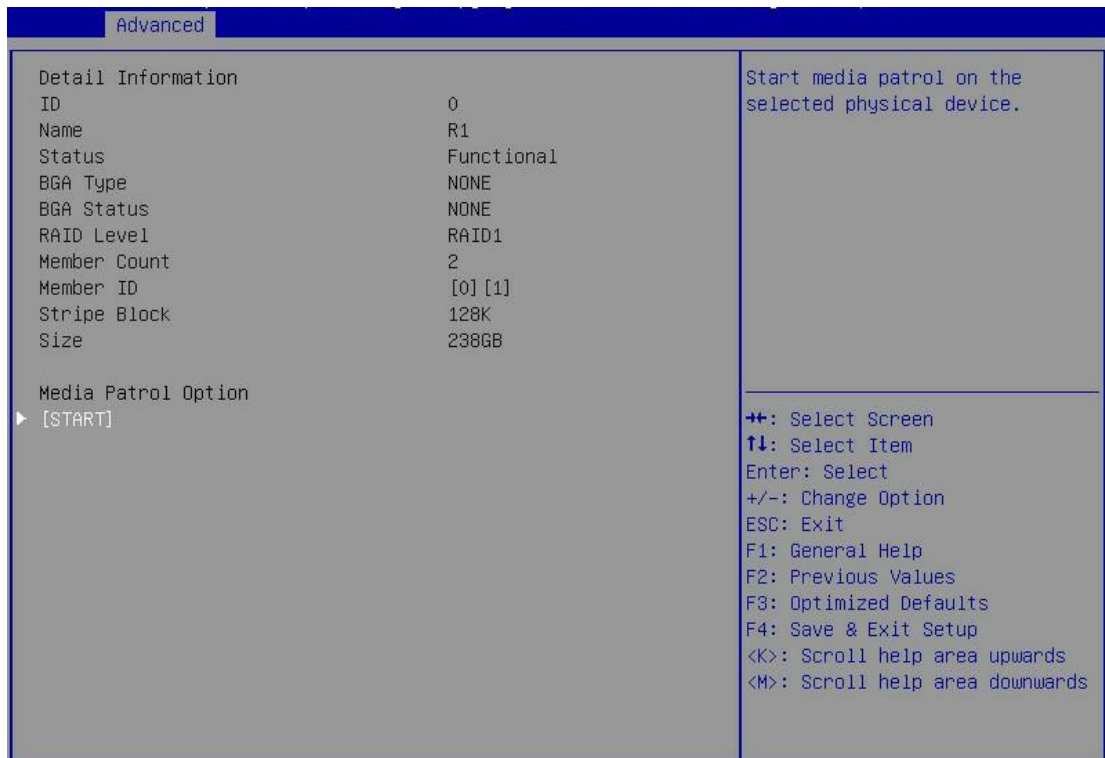 Advanced
Detail Information
ID 0
Name R1
Status Functional
BGA Type NONE
BGA Status NONE
RAID Level RAID1
Member Count 2
Member ID [0][1]
Stripe Block 128K
Size 238GB
Media Patrol Option
[START]
Start media patrol on the
selected physical device.
→←: Select Screen
↑↓: Select Item
Enter: Select
+/-: Change Option
ESC: Exit
F1: General Help
F2: Previous Values
F3: Optimized Defaults
F4: Save & Exit Setup
<K>: Scroll help area upwards
<M>: Scroll help area downwards